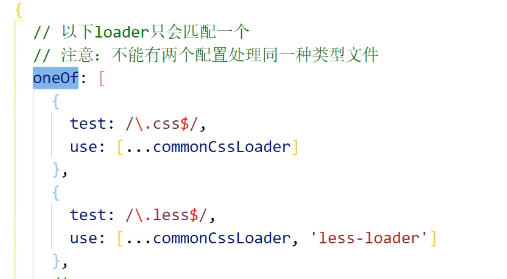 {
// 以下loader只会匹配一个
// 注意：不能有两个配置处理同一种类型文件
oneOf: [
{
test: /\.css$/,
use: [...commonCssLoader]
},
{
test: /\.less$/,
use: [...commonCssLoader, 'less-loader']
},